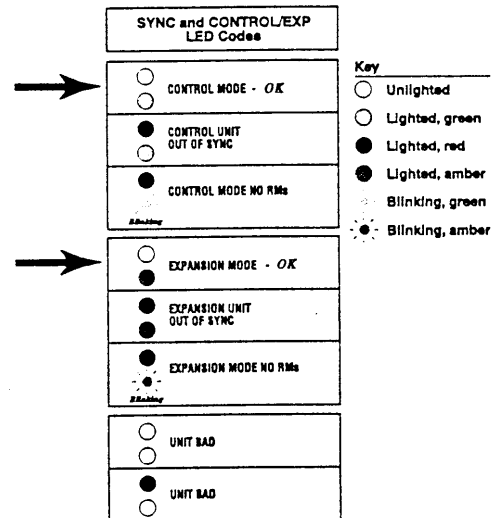 SYNC and CONTROL/EXP
LED Codes
CONTROL MODE - OK
CONTROL UNIT
OUT OF SYNC
CONTROL MODE NO RMs
Blinking
EXPANSION MODE - OK
EXPANSION UNIT
OUT OF SYNC
EXPANSION MODE NO RMs
Blinking
UNIT BAD
UNIT BAD
Key
Unlighted
Lighted, green
Lighted, red
Lighted, amber
Blinking, green
Blinking, amber